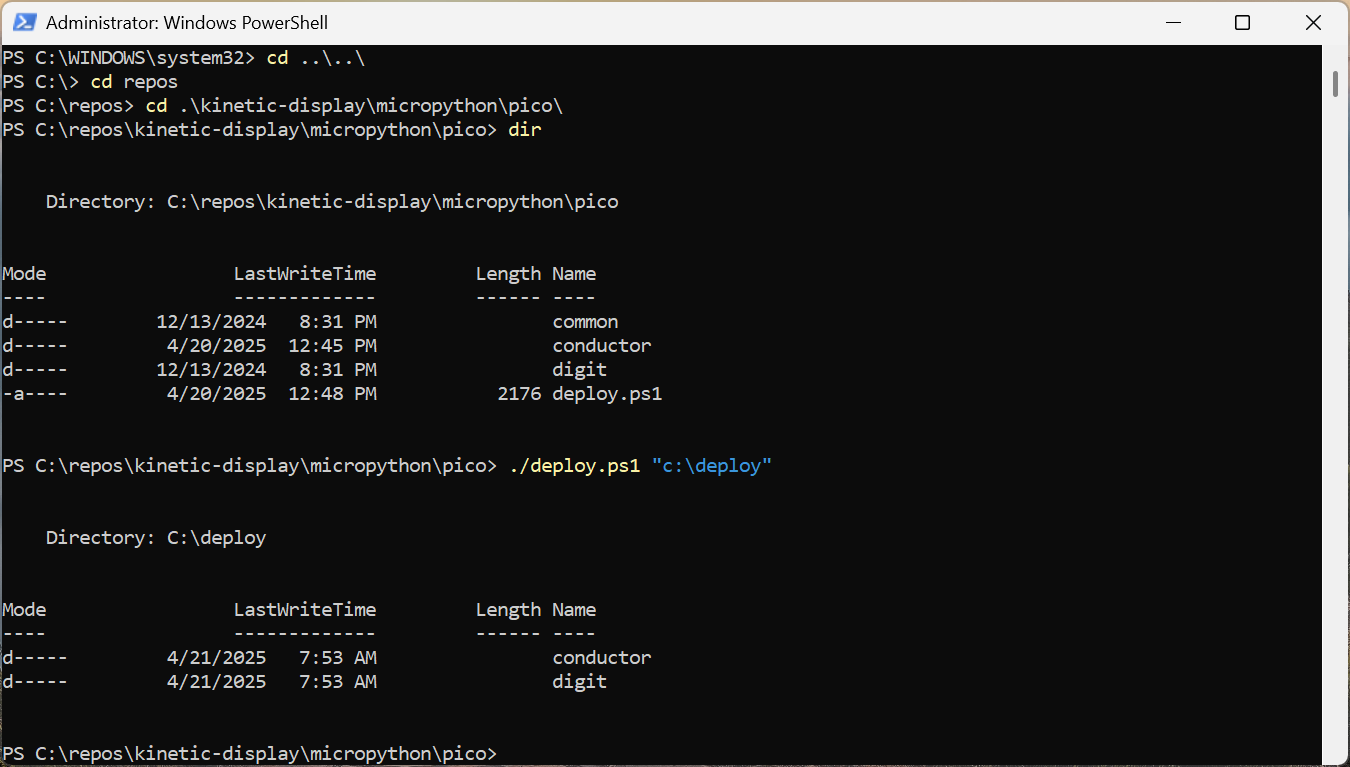 Administrator: Windows PowerShell
PS C:\WINDOWS\system32> cd ..\..\
PS C:\> cd repos
PS C:\repos> cd .\kinetic-display\micropython\pico\
PS C:\repos\kinetic-display\micropython\pico> dir
    Directory: C:\repos\kinetic-display\micropython\pico
Mode                 LastWriteTime         Length Name
----                 -------------         ------ ----
d-----        12/13/2024   8:31 PM                common
d-----         4/20/2025  12:45 PM                conductor
d-----        12/13/2024   8:31 PM                digit
-a----         4/20/2025  12:48 PM           2176 deploy.ps1
PS C:\repos\kinetic-display\micropython\pico> ./deploy.ps1 "c:\deploy"
    Directory: C:\deploy
Mode                 LastWriteTime         Length Name
----                 -------------         ------ ----
d-----         4/21/2025   7:53 AM                conductor
d-----         4/21/2025   7:53 AM                digit
PS C:\repos\kinetic-display\micropython\pico>